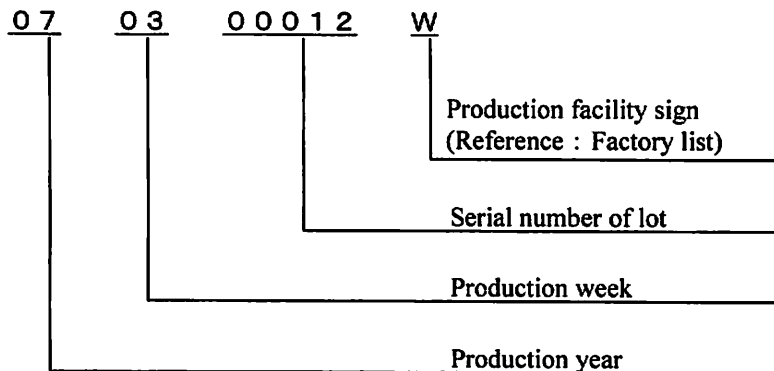 07 03 00012 W
Production facility sign
(Reference : Factory list)
Serial number of lot
Production week
Production year